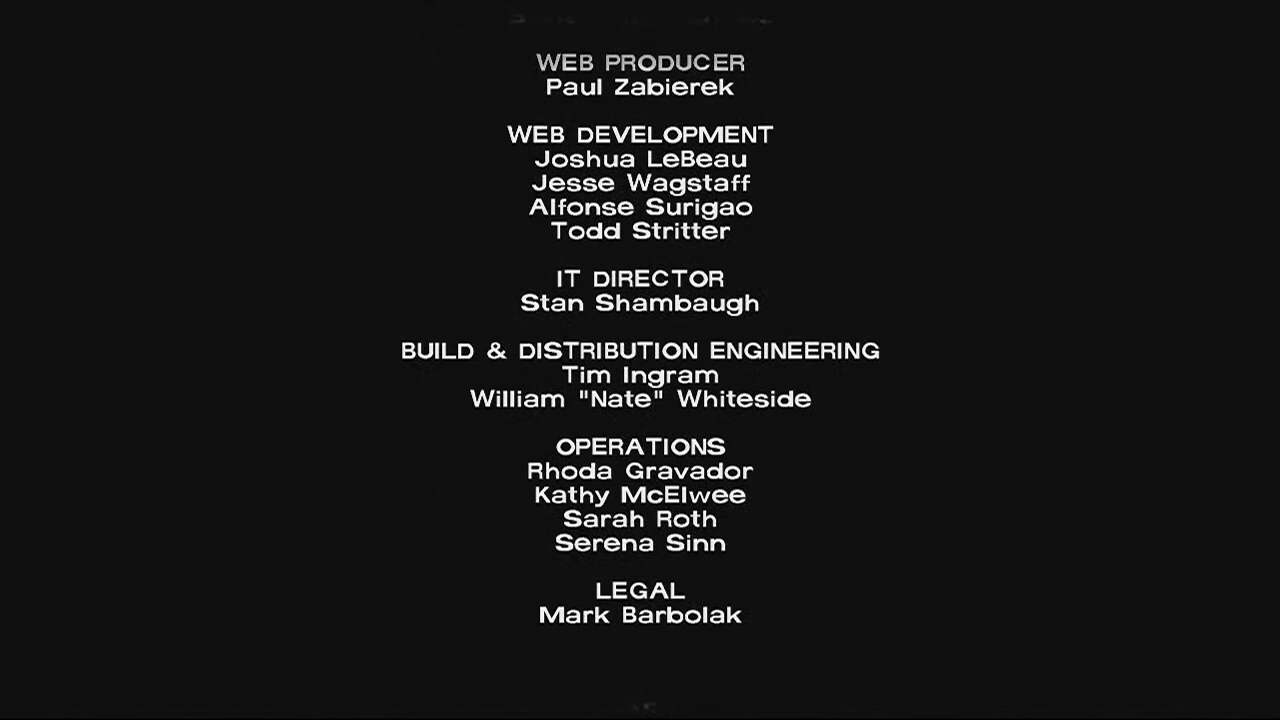 WEB PRODUCER
Paul Zabierek
WEB DEVELOPMENT
Joshua LeBeau
Jesse Wagstaff
Alfonse Surigao
Todd Stritter
IT DIRECTOR
Stan Shambaugh
BUILD & DISTRIBUTION ENGINEERING
Tim Ingram
William "Nate" Whiteside
OPERATIONS
Rhoda Gravador
Kathy McElwee
Sarah Roth
Serena Sinn
LEGAL
Mark Barbolak